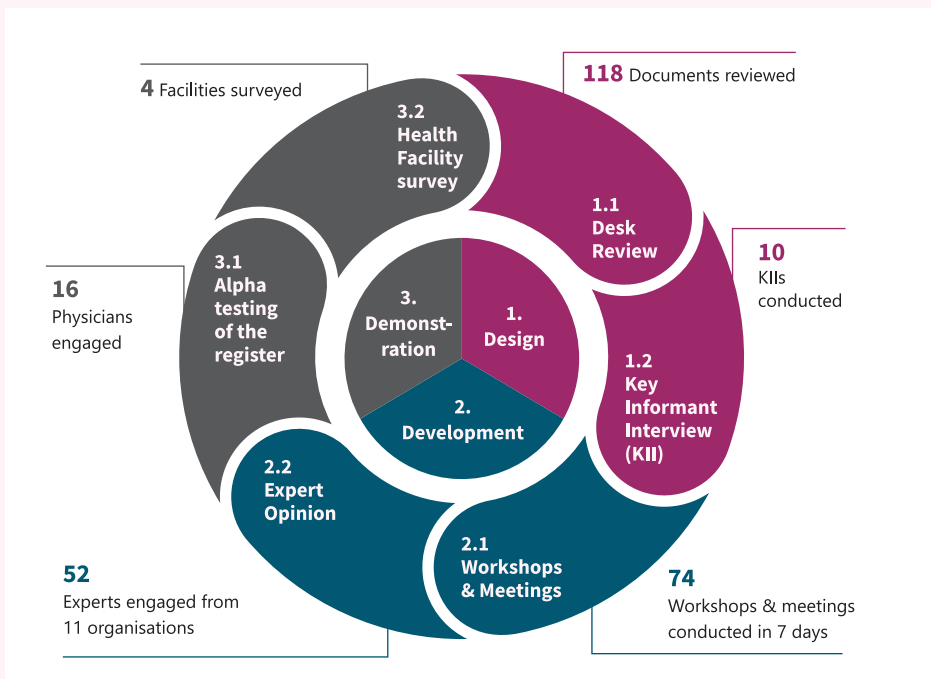 4 Facilities surveyed
118 Documents reviewed
3.2
Health
Facility
survey
1.1
Desk
Review
10
KIIs
conducted
3.1
Alpha
testing
of the
register
16
Physicians
engaged
3.
Demonst-
ration
1.
Design
1.2
Key
Informant
Interview
(KII)
2.
Development
2.2
Expert
Opinion
2.1
Workshops
& Meetings
52
Experts engaged from
11 organisations
74
Workshops & meetings
conducted in 7 days